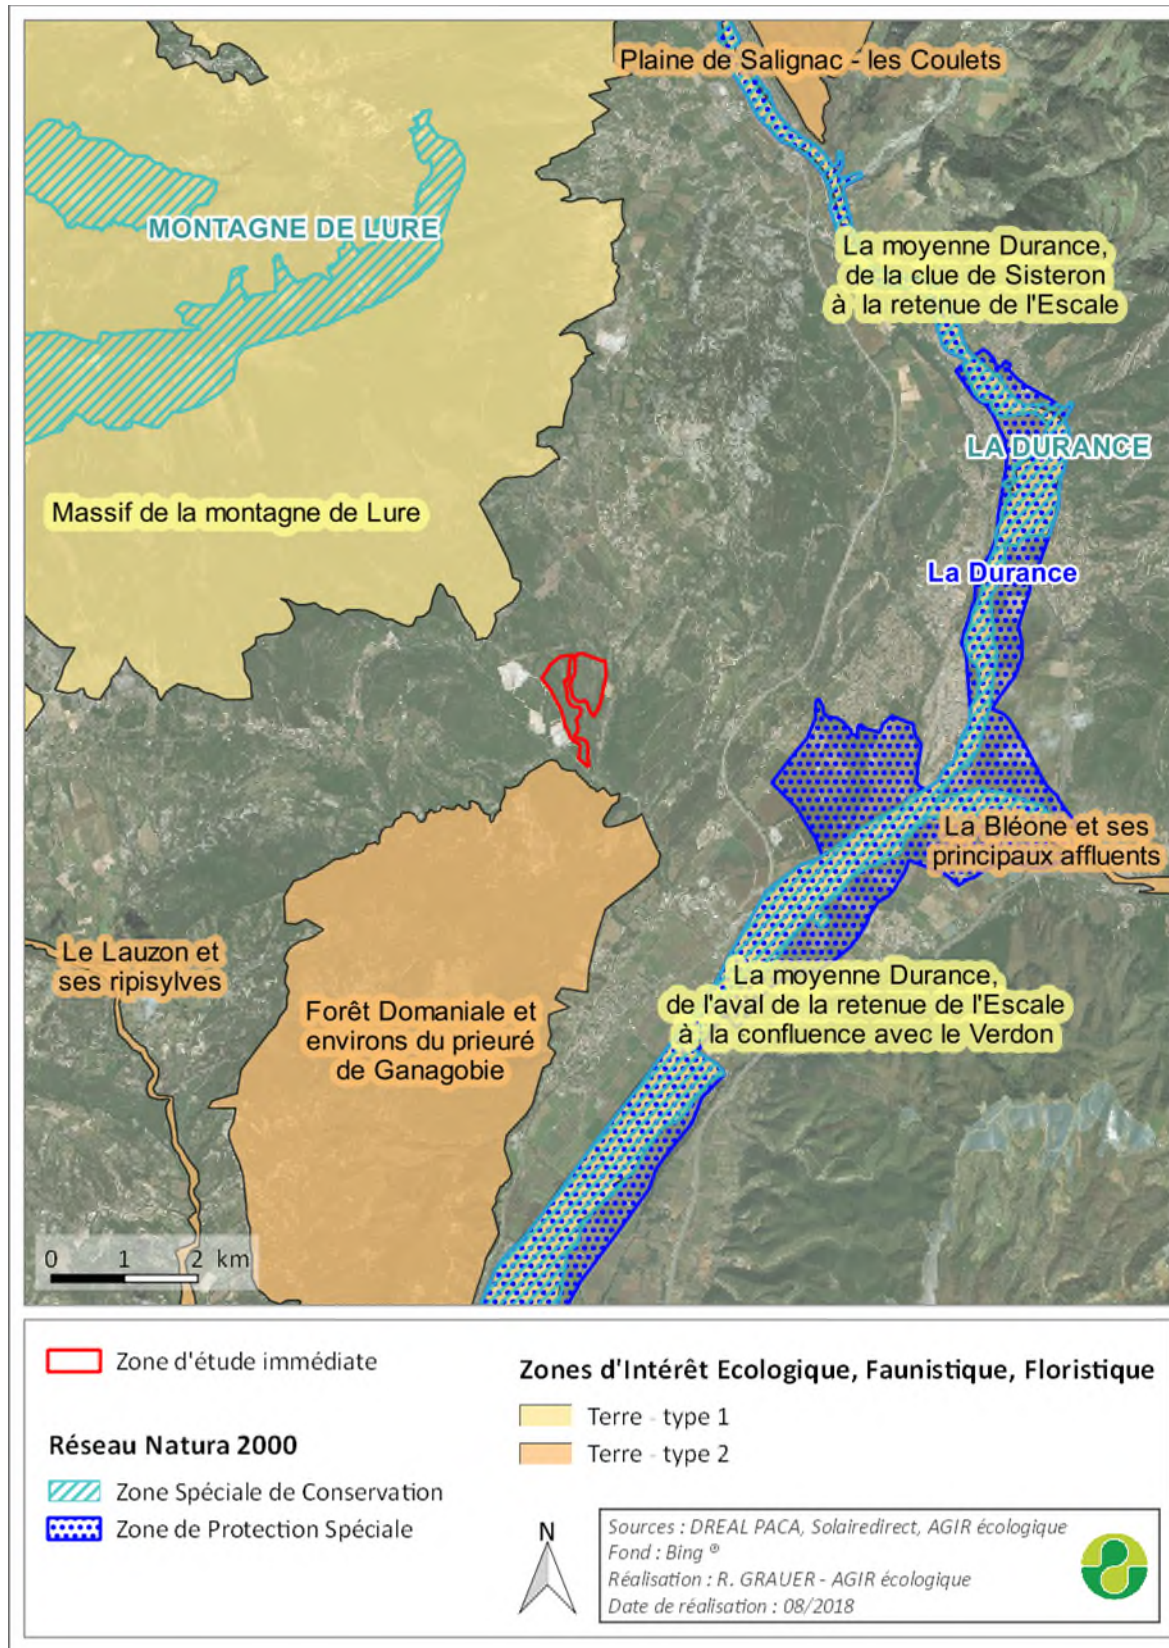 Plaine de Salignac - les Coulets
MONTAGNE DE LURE
La moyenne Durance,
de la clue de Sisteron
à la retenue de l'Escale
LA DURANCE
Massif de la montagne de Lure
La Durance
La Bléone et ses
principaux affluents
Le Lauzon et
ses ripisylves
Forêt Domaniale et
environs du prieuré
de Ganagobie
La moyenne Durance,
de l'aval de la retenue de l'Escale
à la confluence avec le Verdon
0 1 2 km
Zone d'étude immédiate
Réseau Natura 2000
Zone Spéciale de Conservation
Zone de Protection Spéciale
Zones d'Intérêt Ecologique, Faunistique, Floristique
Terre - type 1
Terre - type 2
N
Sources : DREAL PACA, Solairedirect, AGIR écologique
Fond : Bing ®
Réalisation : R. GRAUER - AGIR écologique
Date de réalisation : 08/2018